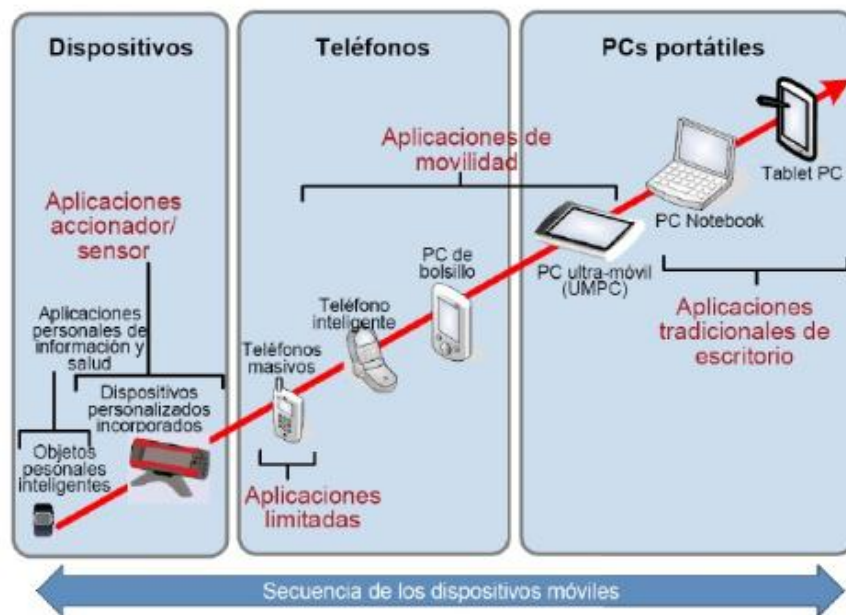 Dispositivos
Teléfonos
PCs portátiles
Aplicaciones de
movilidad
Tablet PC
PC Notebook
Aplicaciones
accionador/
sensor
PC de
bolsillo
PC ultra-móvil
(UMPC)
Aplicaciones
tradicionales de
escritorio
Teléfono
inteligente
Aplicaciones
personales de
información y
salud
Teléfonos
masivos
Dispositivos
personalizados
incorporados
Objetos
pesonales
inteligentes
Aplicaciones
limitadas
Secuencia de los dispositivos móviles